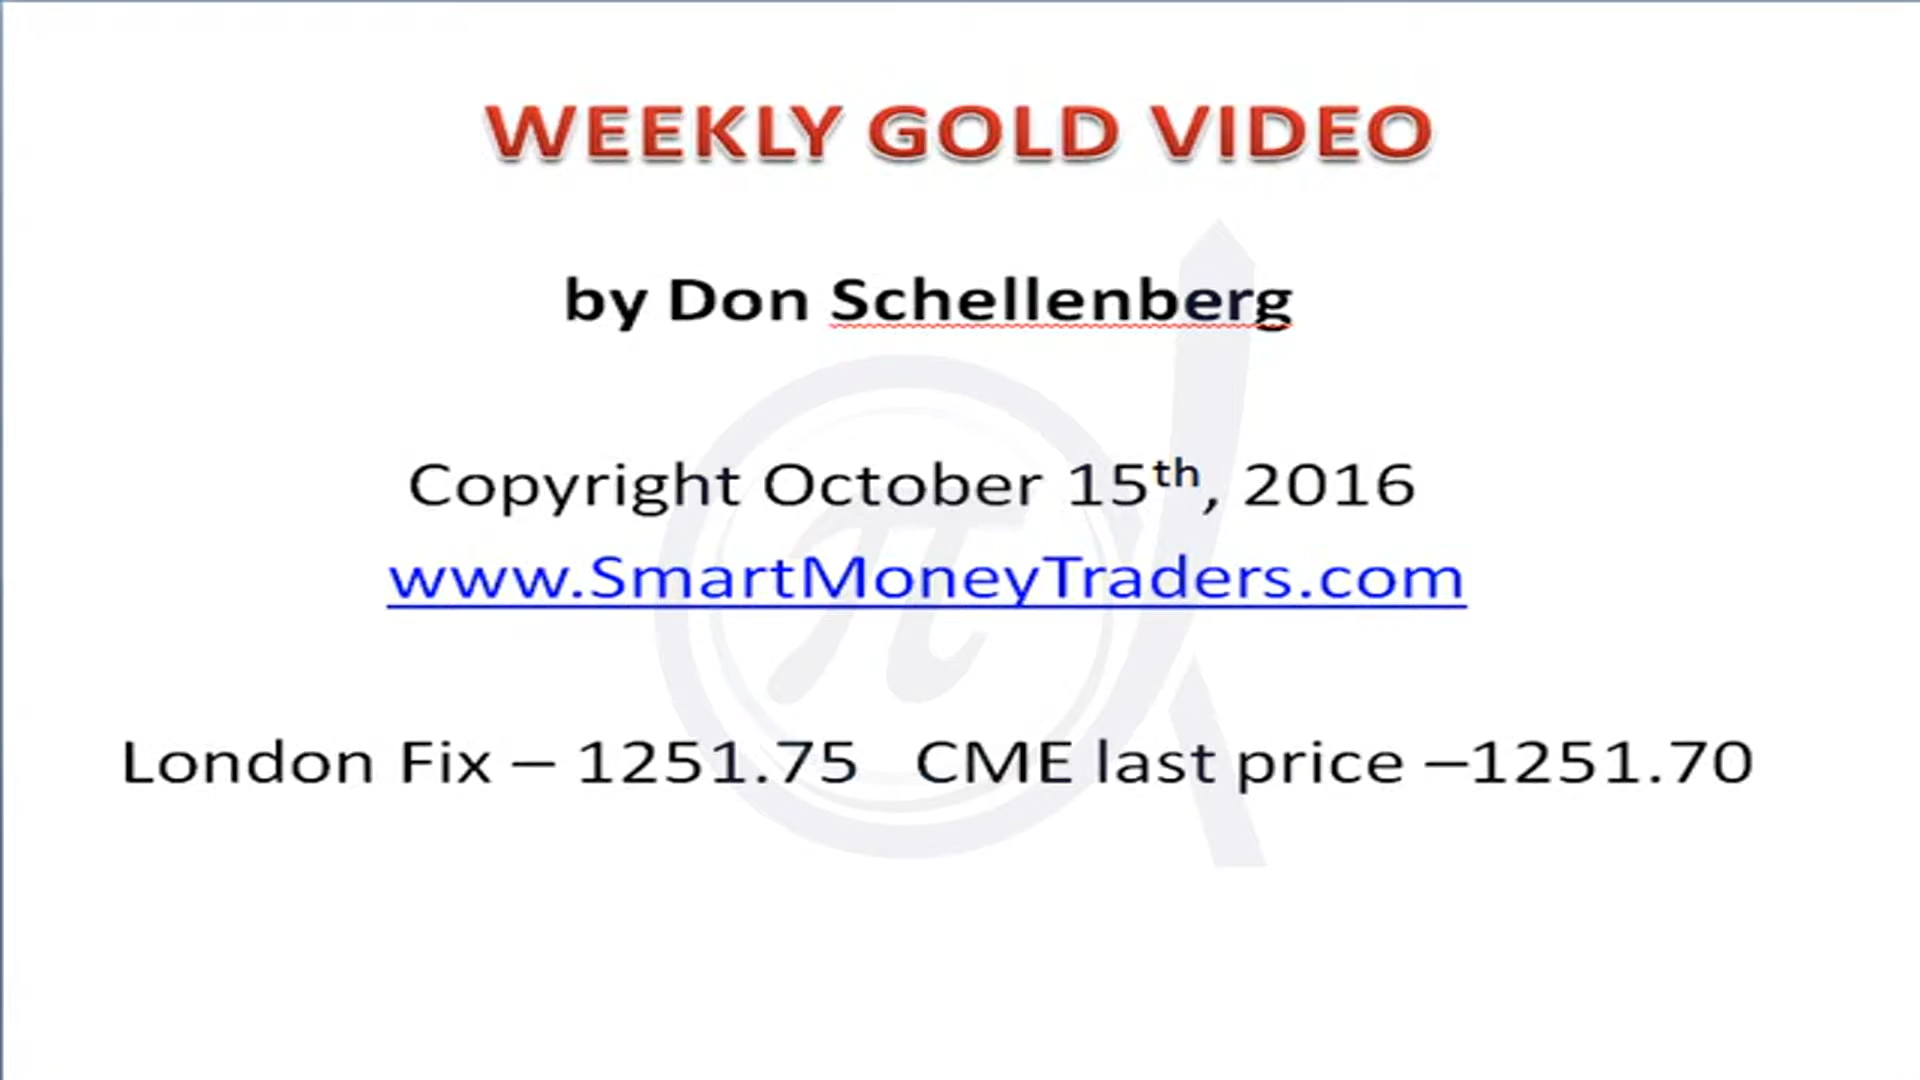 WEEKLY GOLD VIDEO
by Don Schellenberg
Copyright October 15th, 2016
www.SmartMoneyTraders.com
London Fix – 1251.75 CME last price –1251.70
π